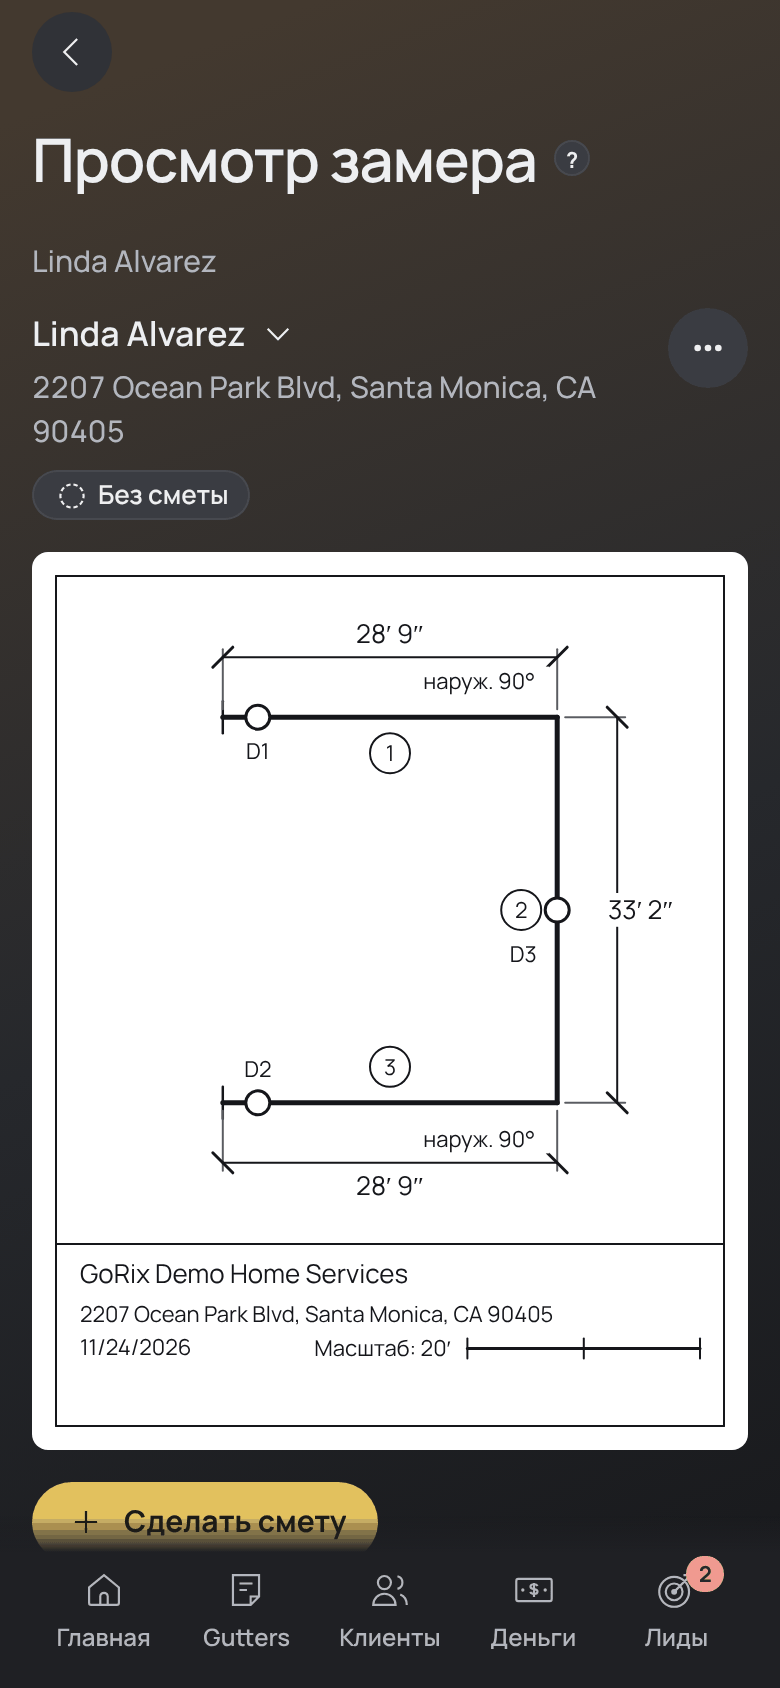 Просмотр замера ?
Linda Alvarez
Linda Alvarez
2207 Ocean Park Blvd, Santa Monica, CA
90405
Без сметы
28′ 9″
наруж. 90°
D1
1
2
33′ 2″
D3
D2
3
наруж. 90°
28′ 9″
GoRix Demo Home Services
2207 Ocean Park Blvd, Santa Monica, CA 90405
11/24/2026
Масштаб: 20′
+ Сделать смету
2
Главная
Gutters
Клиенты
Деньги
Лиды